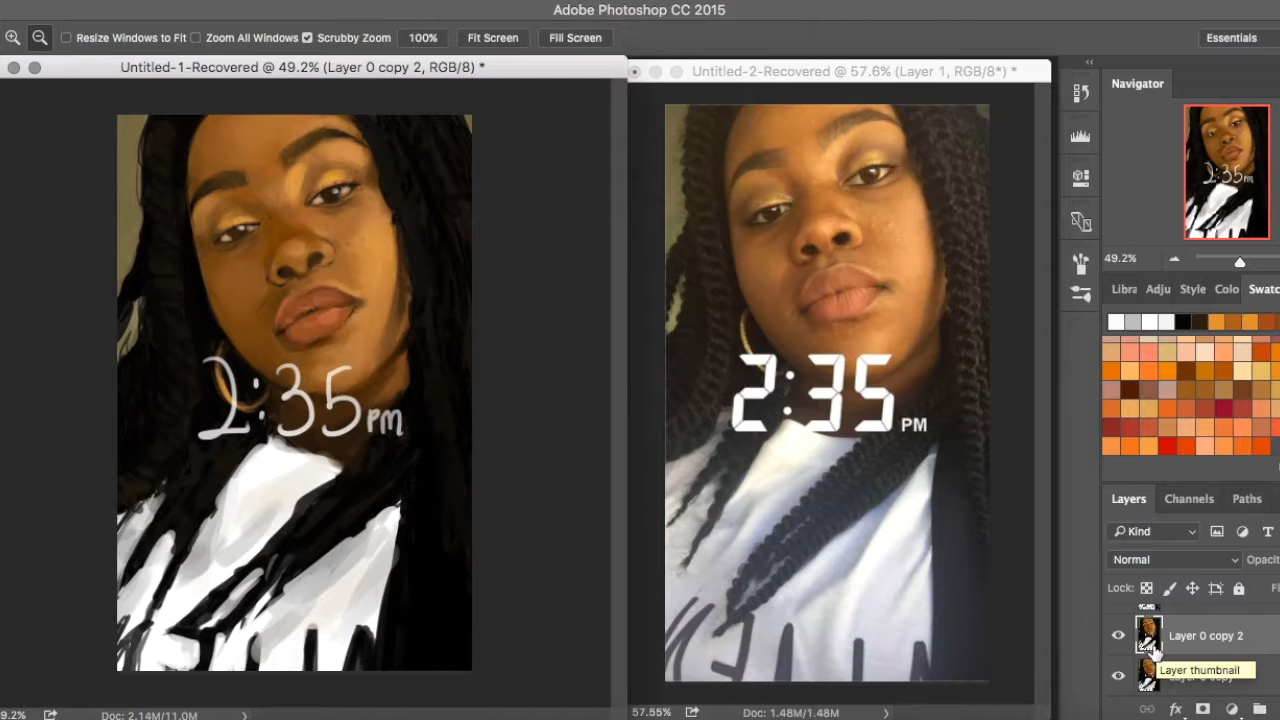 Adobe Photoshop CC 2015
Resize Windows to Fit Zoom All Windows Scrubby Zoom 100% Fit Screen Fill Screen Essentials
Untitled-1-Recovered @ 49.2% (Layer 0 copy 2, RGB/8) *
Untitled-2-Recovered @ 57.6% (Layer 1, RGB/8*) *
Navigator
2:35PM
2:35 PM
49.2%
Libra Adju Style Colo Swatc
Layers Channels Paths
Kind
Normal Opacit
Lock:
Layer 0 copy 2
Layer thumbnail
9.2% Doc: 2.14M/11.0M
57.55% Doc: 1.48M/1.48M